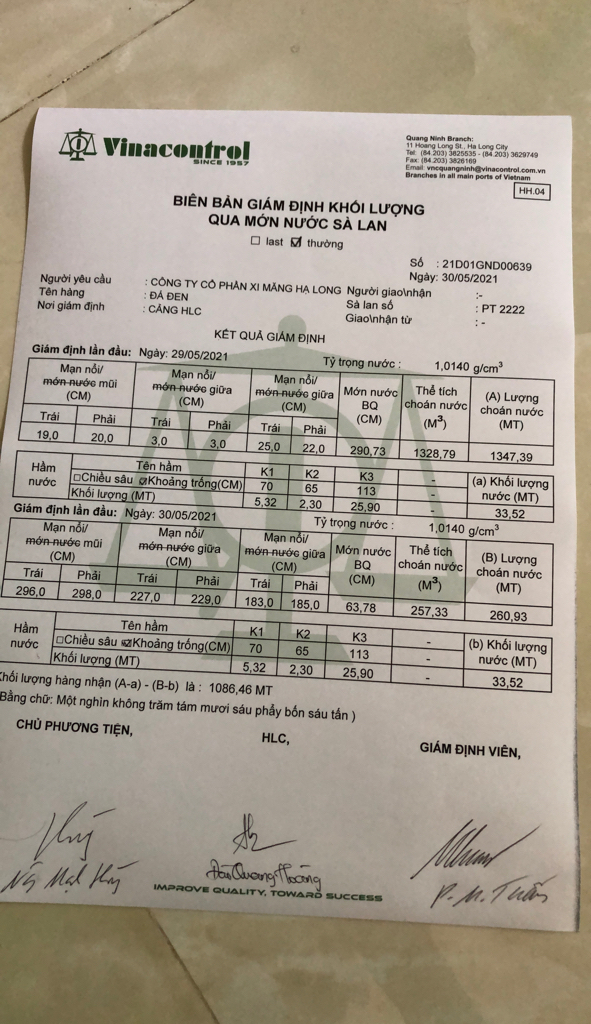 Vinacontrol
SINCE 1957
Quang Ninh Branch:
11 Hoang Long St., Ha Long City
Tel: (84.203) 3825535 - (84.203) 3629749
Fax: (84.203) 3826169
Email: vncquangninh@vinacontrol.com.vn
Branches in all main ports of Vietnam
HH.04
BIÊN BẢN GIÁM ĐỊNH KHỐI LƯỢNG
QUA MỚN NƯỚC SÀ LAN
☐ last ☑ thường
Số : 21D01GND00639
Ngày: 30/05/2021
Người yêu cầu : CÔNG TY CỔ PHẦN XI MĂNG HẠ LONG Người giao\nhận :-
Tên hàng : ĐÁ ĐEN Sà lan số : PT 2222
Nơi giám định : CẢNG HLC Giao\nhận từ : -
KẾT QUẢ GIÁM ĐỊNH
Giám định lần đầu: Ngày: 29/05/2021 Tỷ trọng nước : 1,0140 g/cm³
Mạn nổi/ Mạn nổi/ Mạn nổi/ Mớn nước Thể tích (A) Lượng
mớn nước mũi mớn nước giữa mớn nước giữa BQ choán nước choán nước
(CM) (CM) (CM) (CM) (M³) (MT)
Trái Phải Trái Phải Trái Phải
19,0 20,0 3,0 3,0 25,0 22,0 290,73 1328,79 1347,39
Hầm nước Tên hầm K1 K2 K3 - (a) Khối lượng nước (MT)
☐Chiều sâu ☑Khoảng trống(CM) 70 65 113 -
Khối lượng (MT) 5,32 2,30 25,90 - 33,52
Giám định lần đầu: Ngày: 30/05/2021 Tỷ trọng nước : 1,0140 g/cm³
Mạn nổi/ Mạn nổi/ Mạn nổi/ Mớn nước Thể tích (B) Lượng
mớn nước mũi mớn nước giữa mớn nước giữa BQ choán nước choán nước
(CM) (CM) (CM) (CM) (M³) (MT)
Trái Phải Trái Phải Trái Phải
296,0 298,0 227,0 229,0 183,0 185,0 63,78 257,33 260,93
Hầm nước Tên hầm K1 K2 K3 - (b) Khối lượng nước (MT)
☐Chiều sâu ☑Khoảng trống(CM) 70 65 113 -
Khối lượng (MT) 5,32 2,30 25,90 - 33,52
Khối lượng hàng nhận (A-a) - (B-b) là : 1086,46 MT
Bằng chữ: Một nghìn không trăm tám mươi sáu phẩy bốn sáu tấn )
CHỦ PHƯƠNG TIỆN, HLC, GIÁM ĐỊNH VIÊN,
Đào Quang Hoàng
P. M. Tuấn
IMPROVE QUALITY, TOWARD SUCCESS